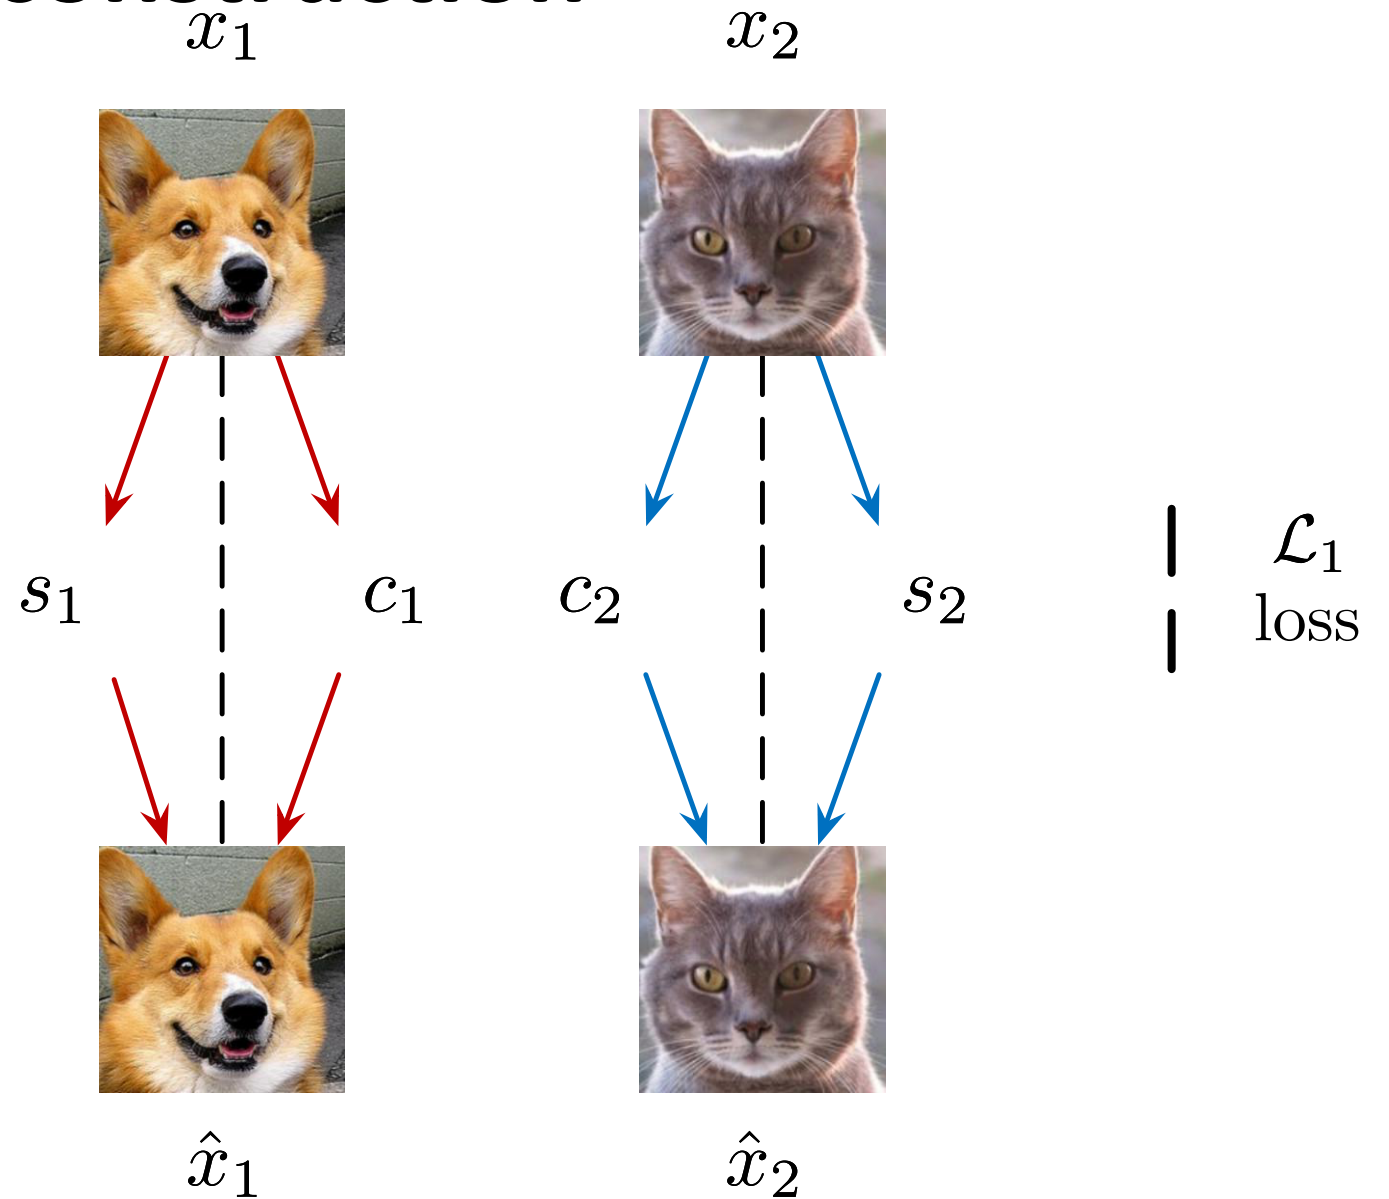 x₁ x₂
s₁ c₁ c₂ s₂
ℒ₁
loss
x̂₁ x̂₂